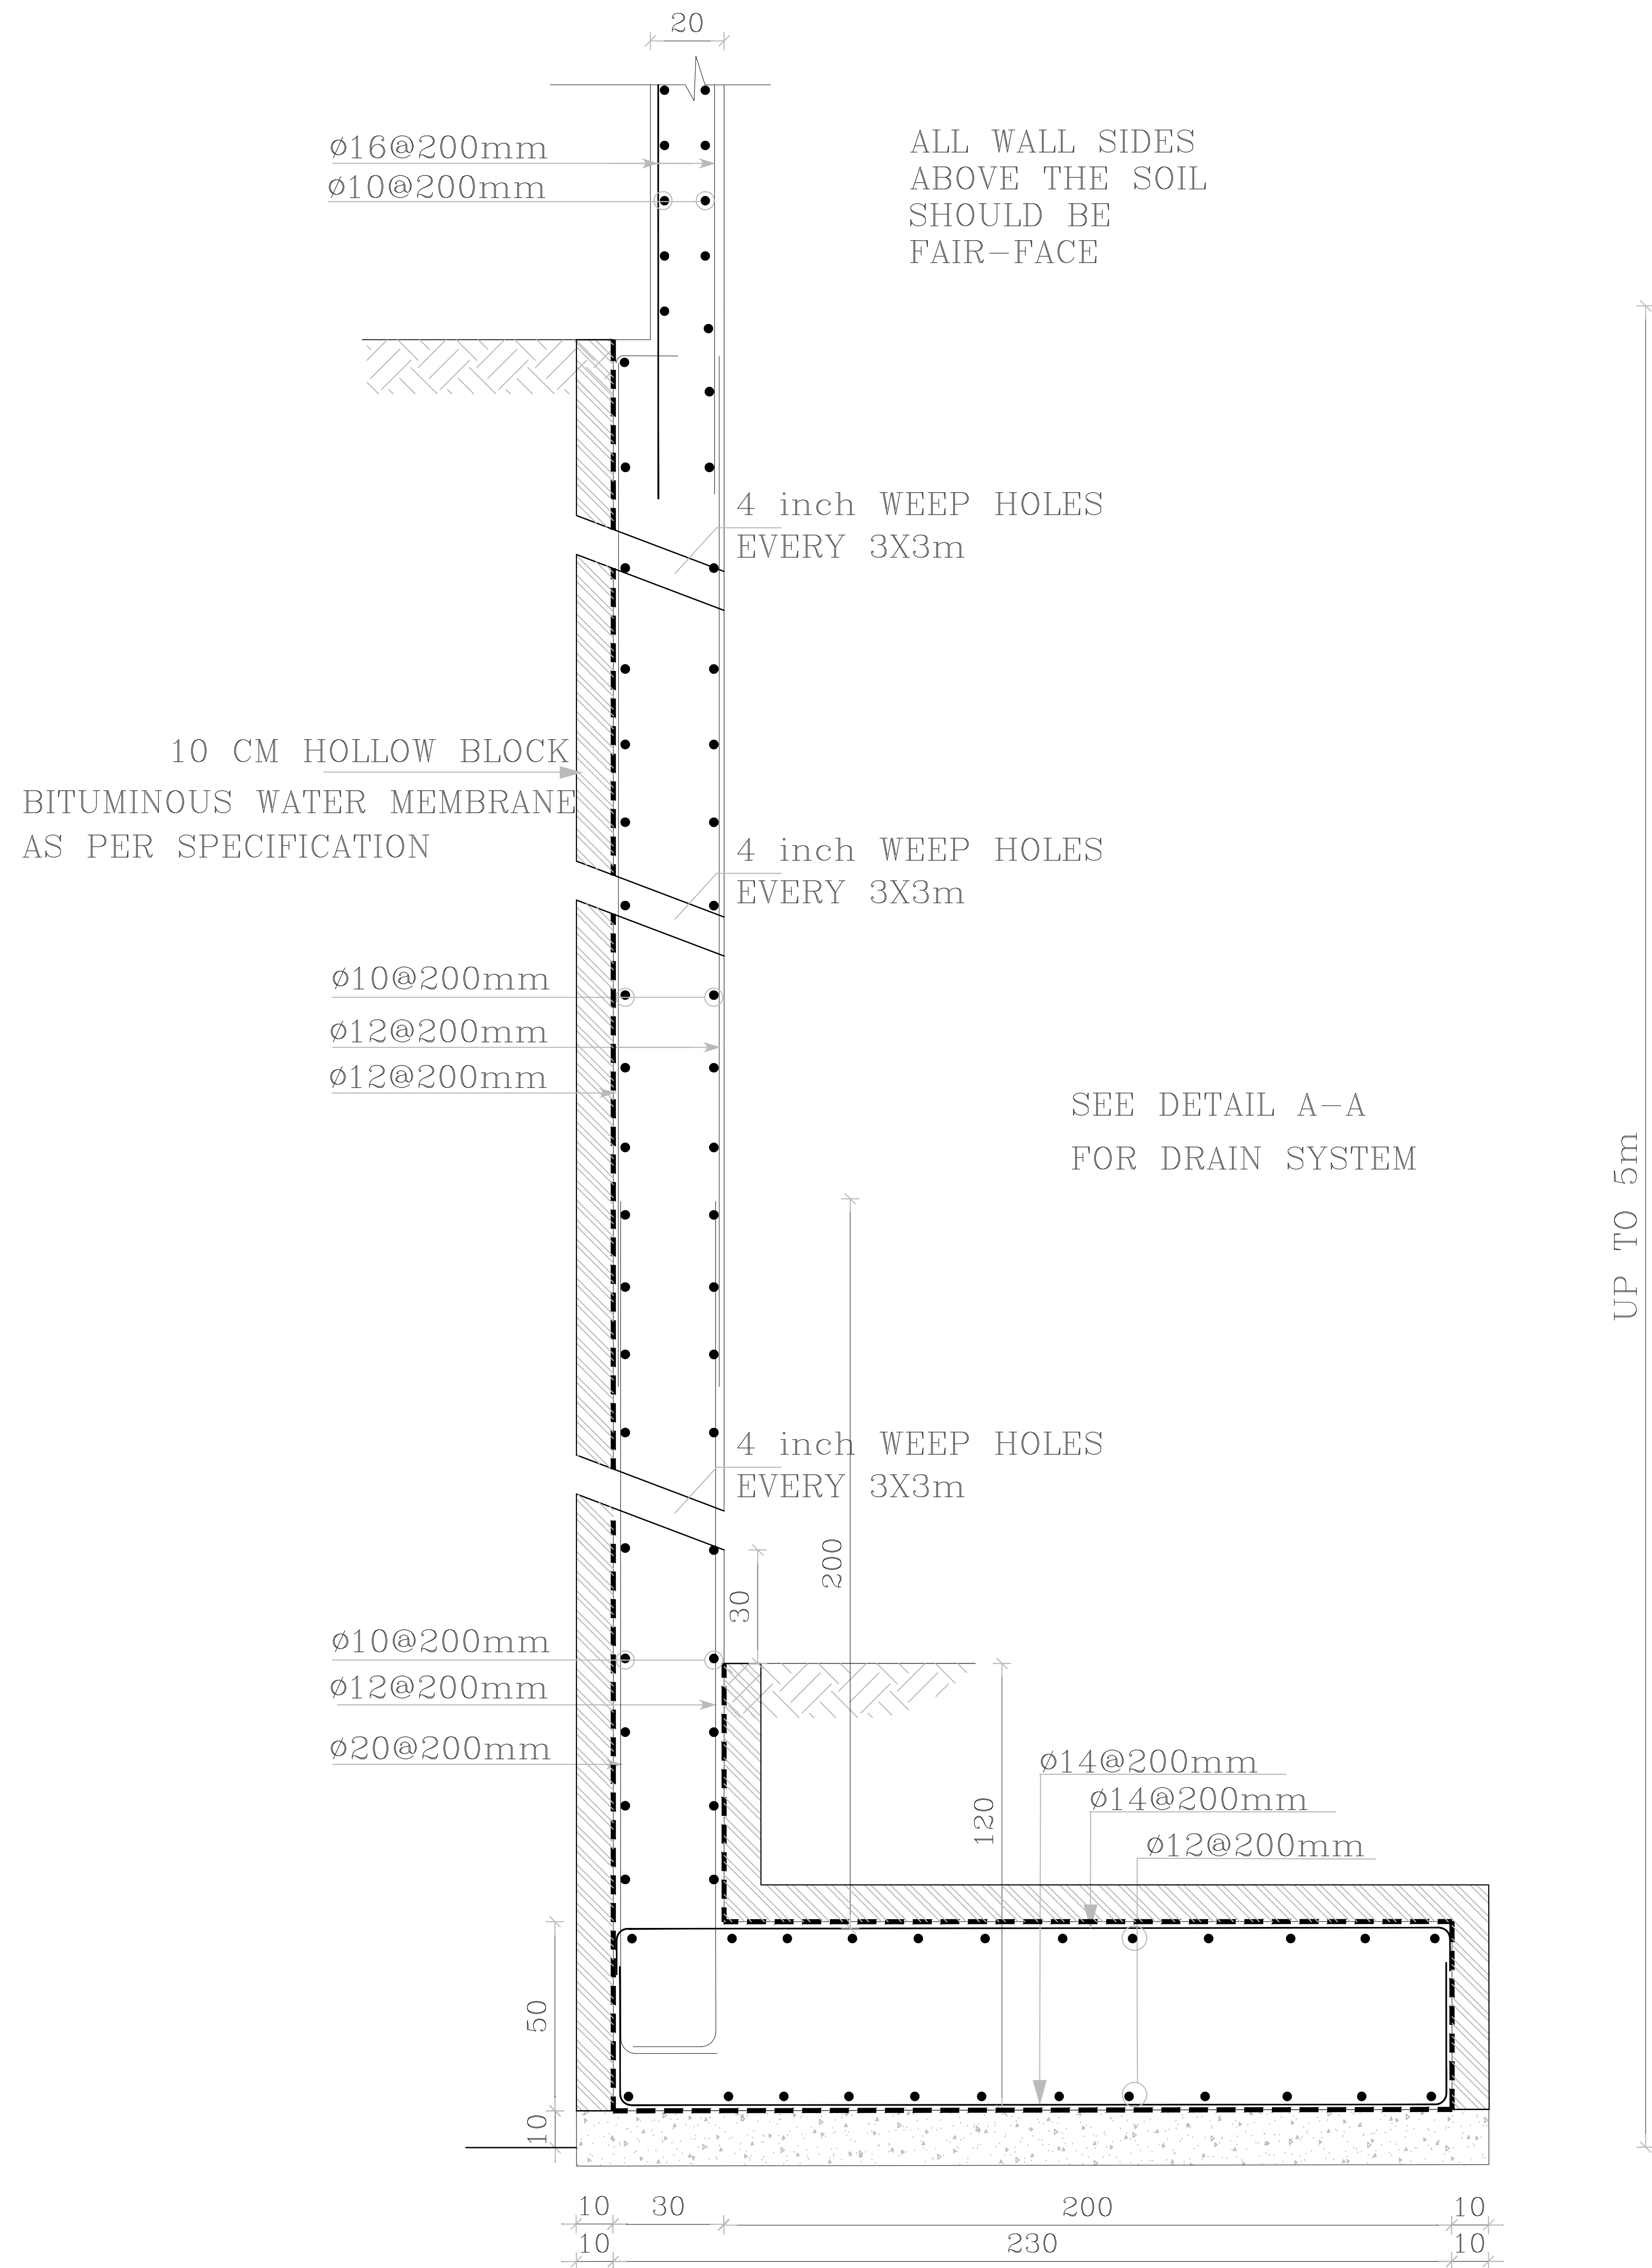 20
ø16@200mm
ø10@200mm
ALL WALL SIDES
ABOVE THE SOIL
SHOULD BE
FAIR-FACE
4 inch WEEP HOLES
EVERY 3X3m
10 CM HOLLOW BLOCK
BITUMINOUS WATER MEMBRANE
AS PER SPECIFICATION
4 inch WEEP HOLES
EVERY 3X3m
ø10@200mm
ø12@200mm
ø12@200mm
SEE DETAIL A-A
FOR DRAIN SYSTEM
UP TO 5m
4 inch WEEP HOLES
EVERY 3X3m
200
30
ø10@200mm
ø12@200mm
ø20@200mm
120
ø14@200mm
ø14@200mm
ø12@200mm
50
10
10 30 200 10
10 230 10